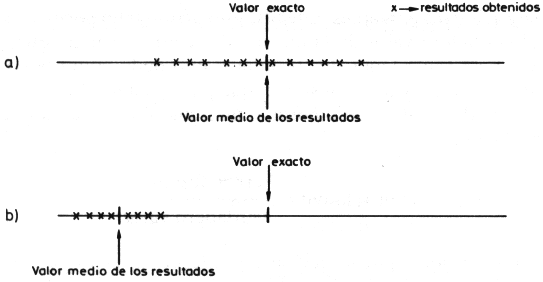 Valor exacto
x→resultados obtenidos
a)
Valor medio de los resultados
Valor exacto
b)
Valor medio de los resultados